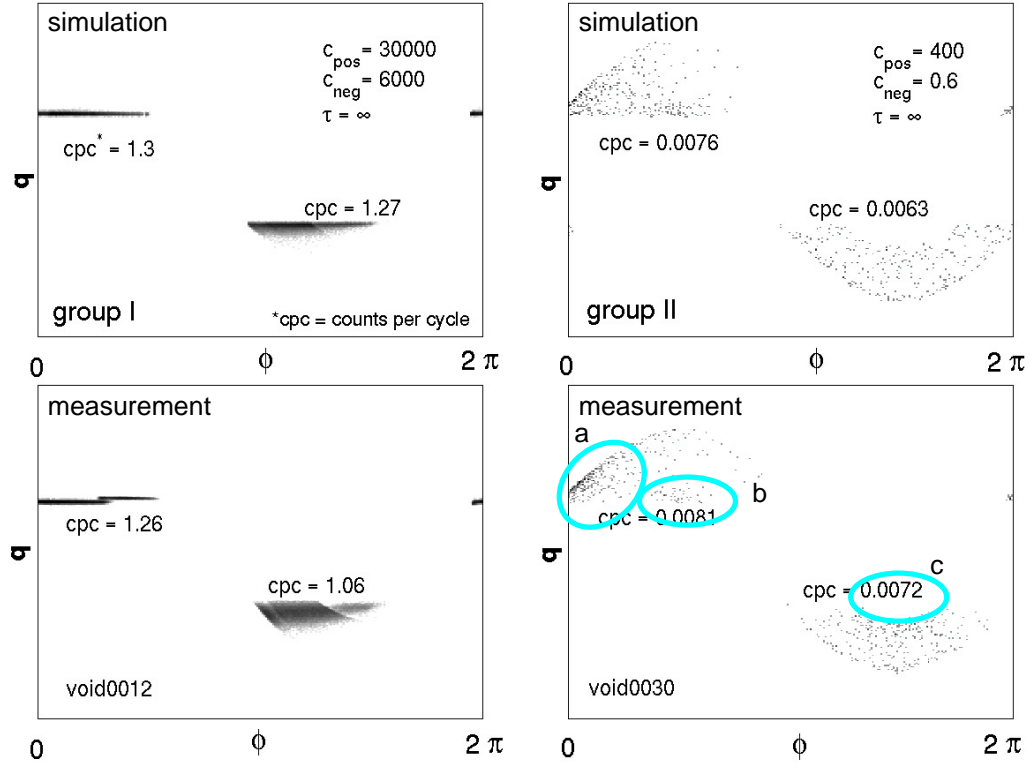 simulation
c_pos = 30000
c_neg = 6000
τ = ∞
cpc* = 1.3
cpc = 1.27
group I
*cpc = counts per cycle
q
0
ϕ
2 π
simulation
c_pos = 400
c_neg = 0.6
τ = ∞
cpc = 0.0076
cpc = 0.0063
group II
q
0
ϕ
2 π
measurement
cpc = 1.26
cpc = 1.06
void0012
q
0
ϕ
2 π
measurement
a
b
cpc = 0.0081
c
cpc = 0.0072
void0030
q
0
ϕ
2 π